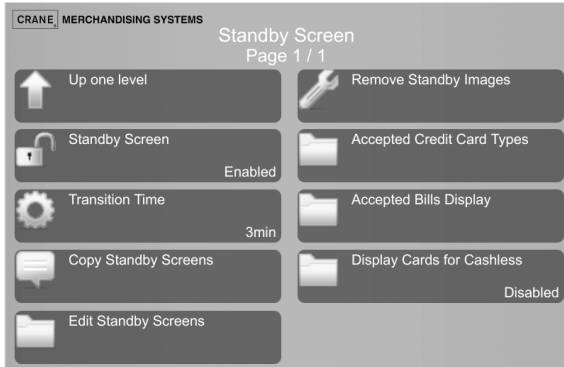 CRANE® MERCHANDISING SYSTEMS
Standby Screen
Page 1 / 1
Up one level
Standby Screen
Enabled
Transition Time
3min
Copy Standby Screens
Edit Standby Screens
Remove Standby Images
Accepted Credit Card Types
Accepted Bills Display
Display Cards for Cashless
Disabled